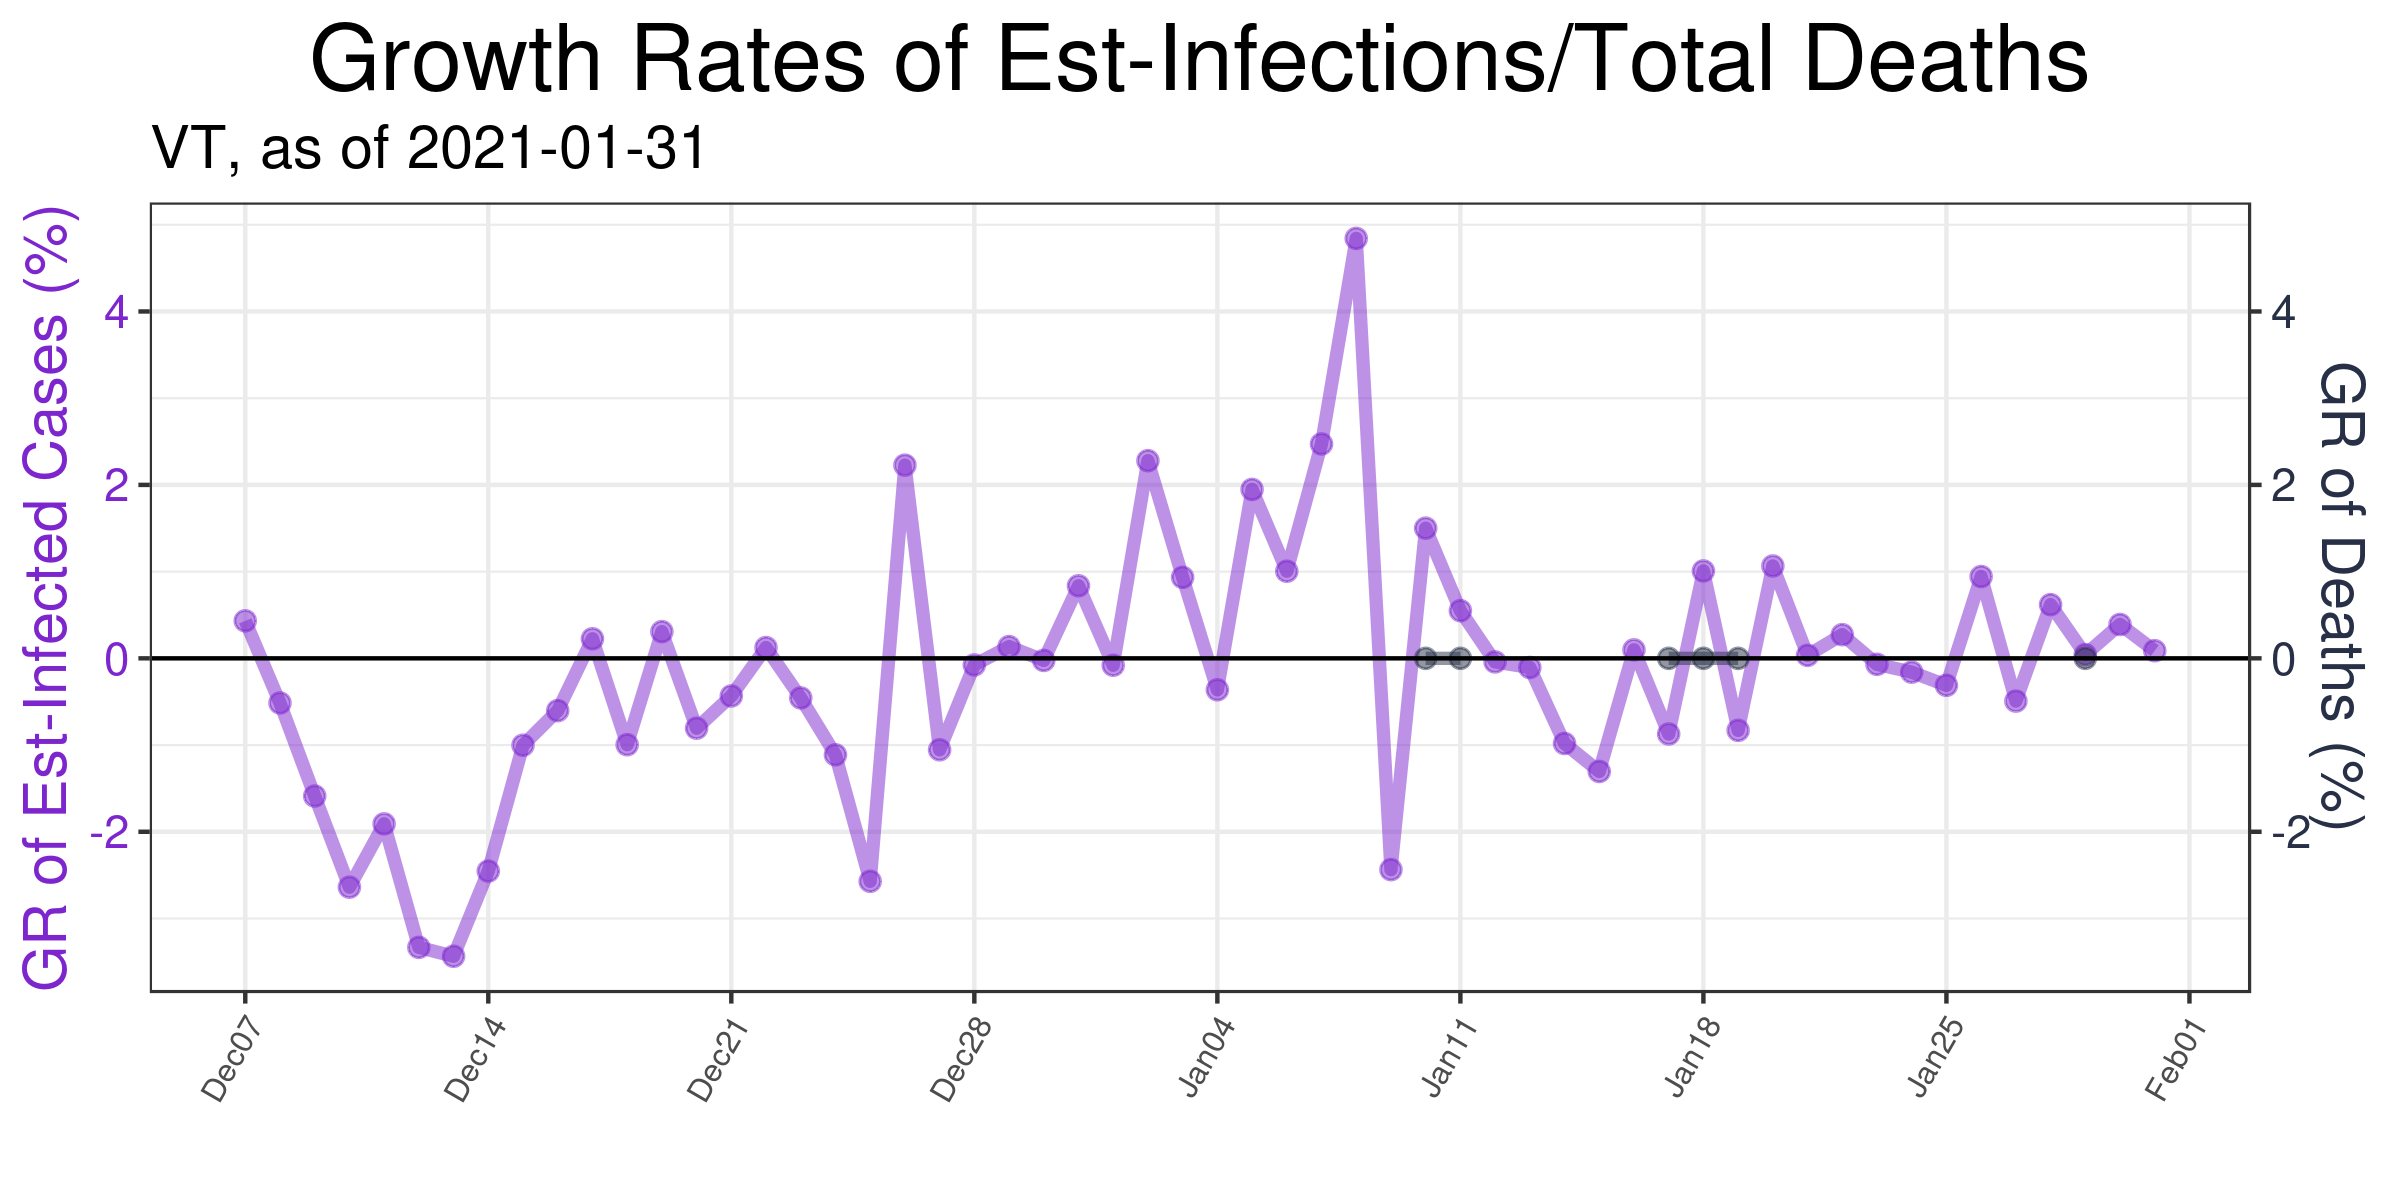 Growth Rates of Est-Infections/Total Deaths
VT, as of 2021-01-31
GR of Est-Infected Cases (%)
4
2
0
-2
4
2
0
-2
GR of Deaths (%)
Dec07
Dec14
Dec21
Dec28
Jan04
Jan11
Jan18
Jan25
Feb01